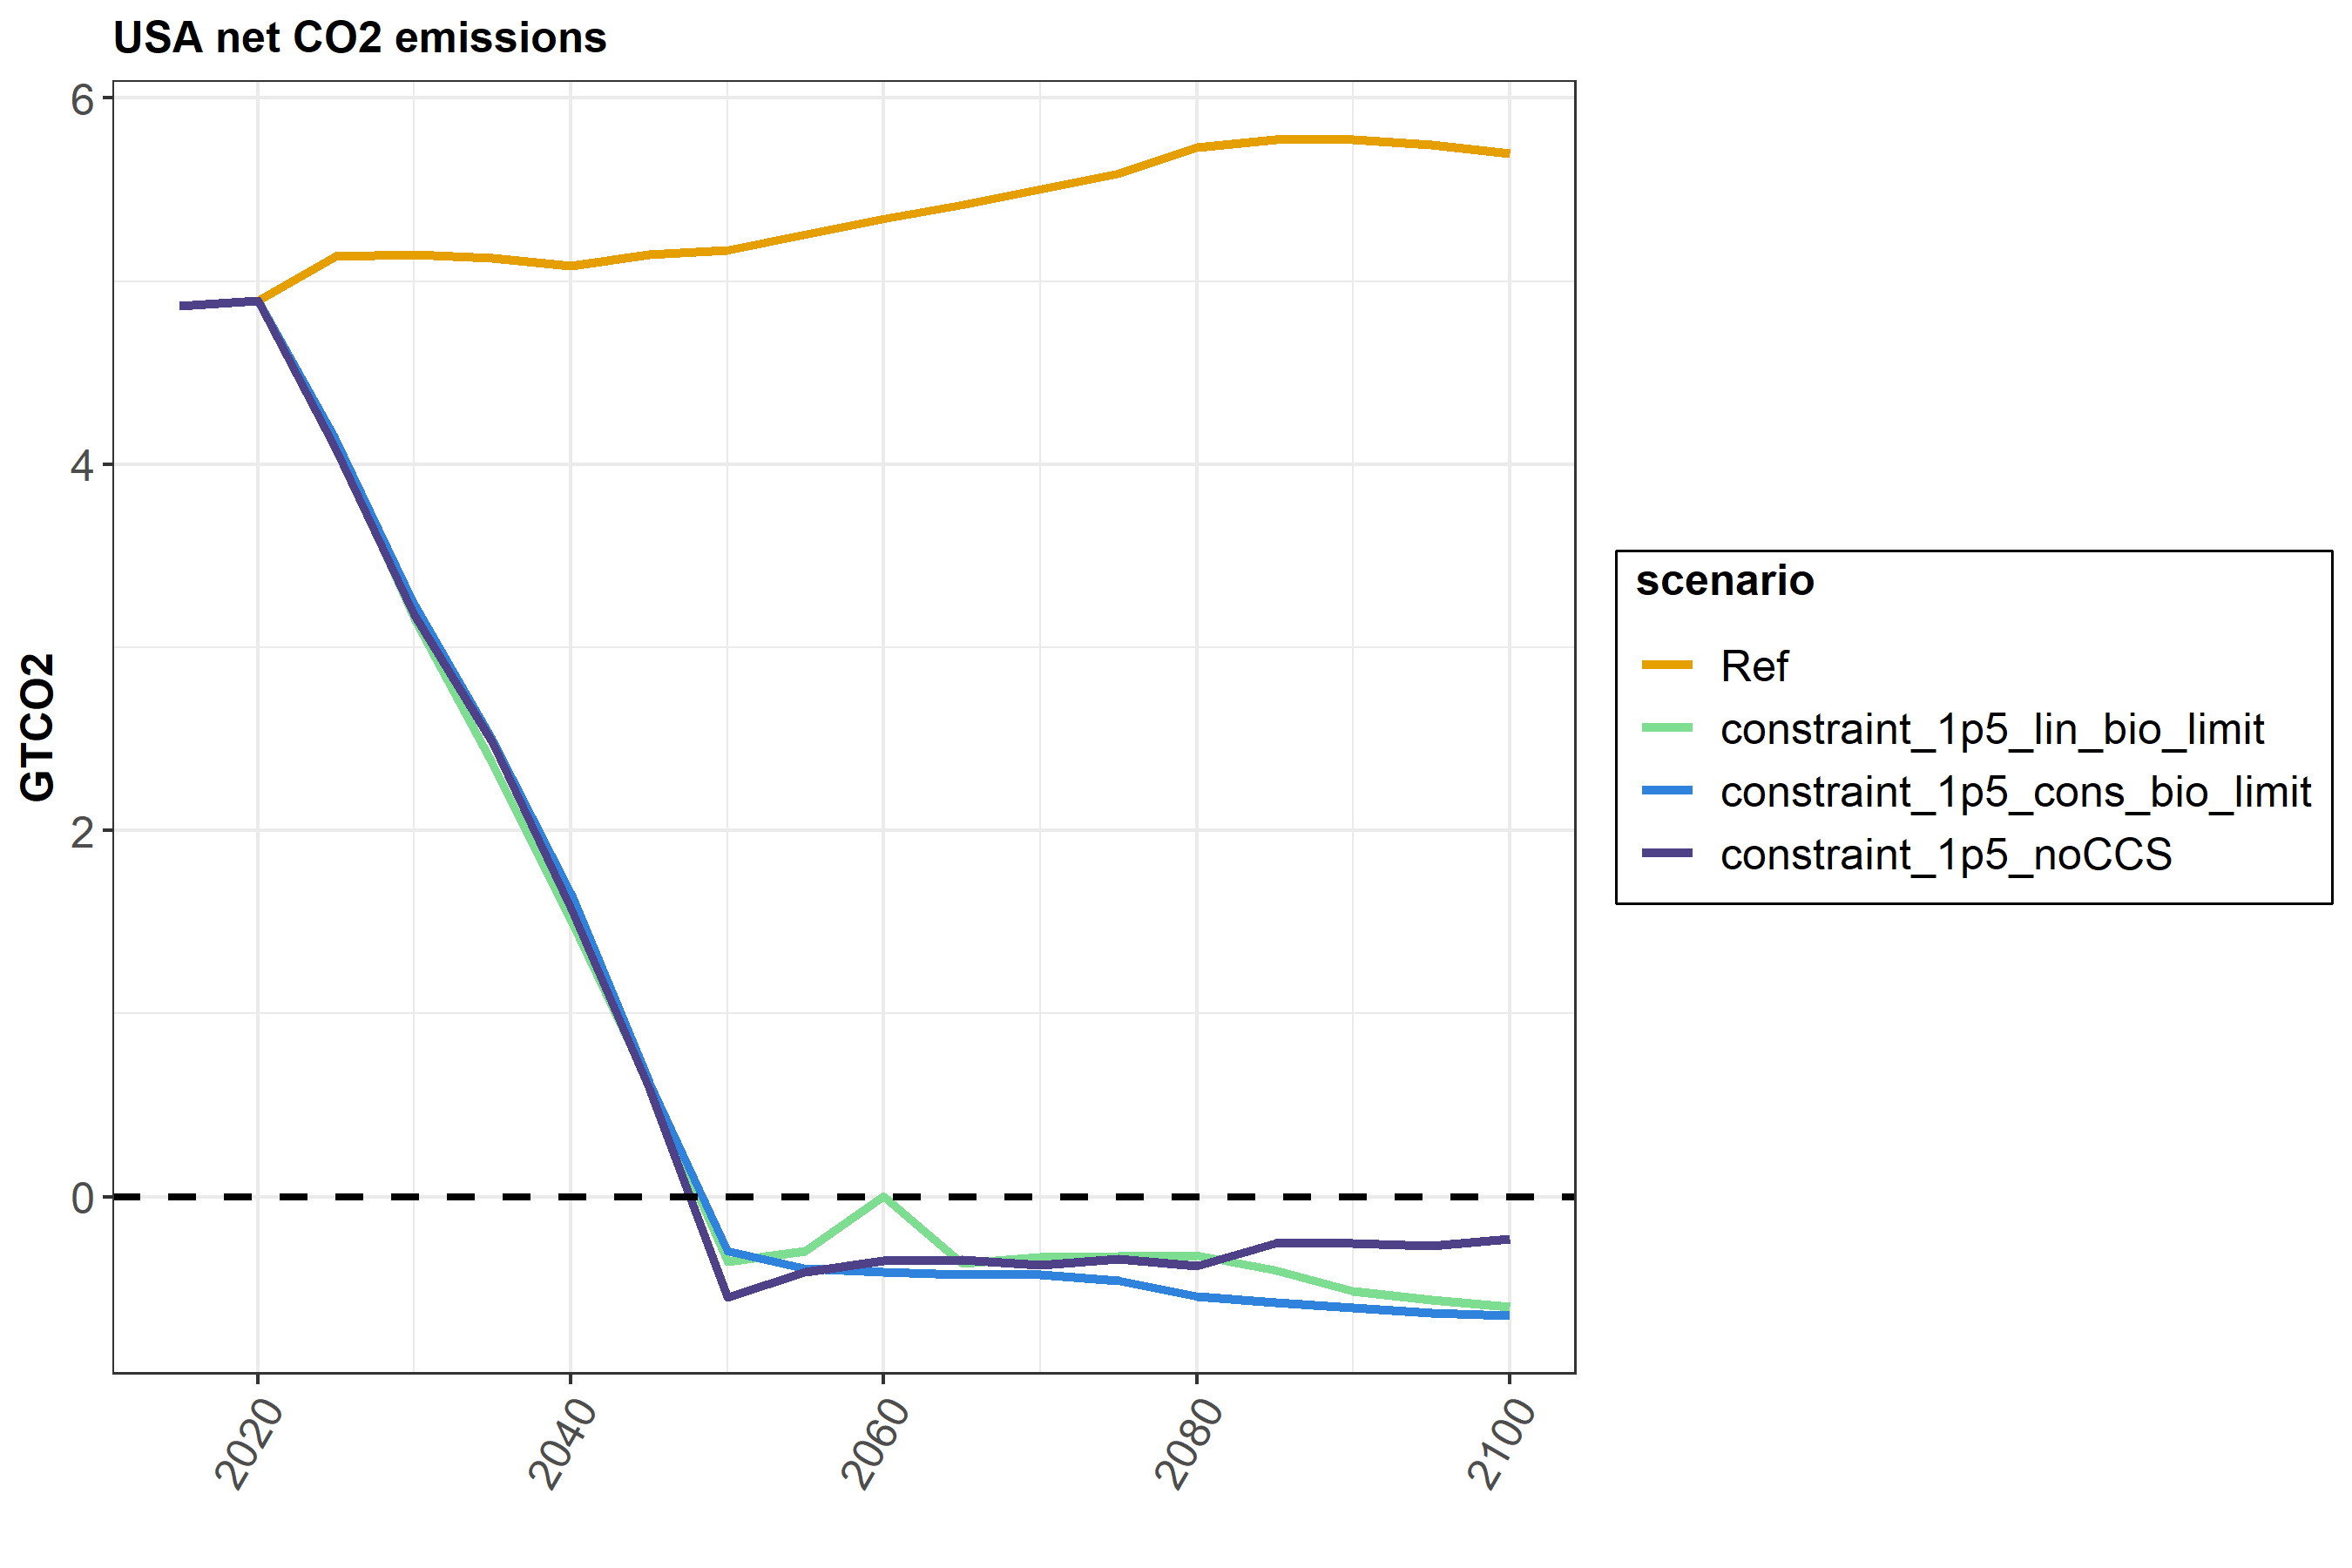 USA net CO2 emissions
6
4
2
0
GTCO2
2020
2040
2060
2080
2100
scenario
Ref
constraint_1p5_lin_bio_limit
constraint_1p5_cons_bio_limit
constraint_1p5_noCCS